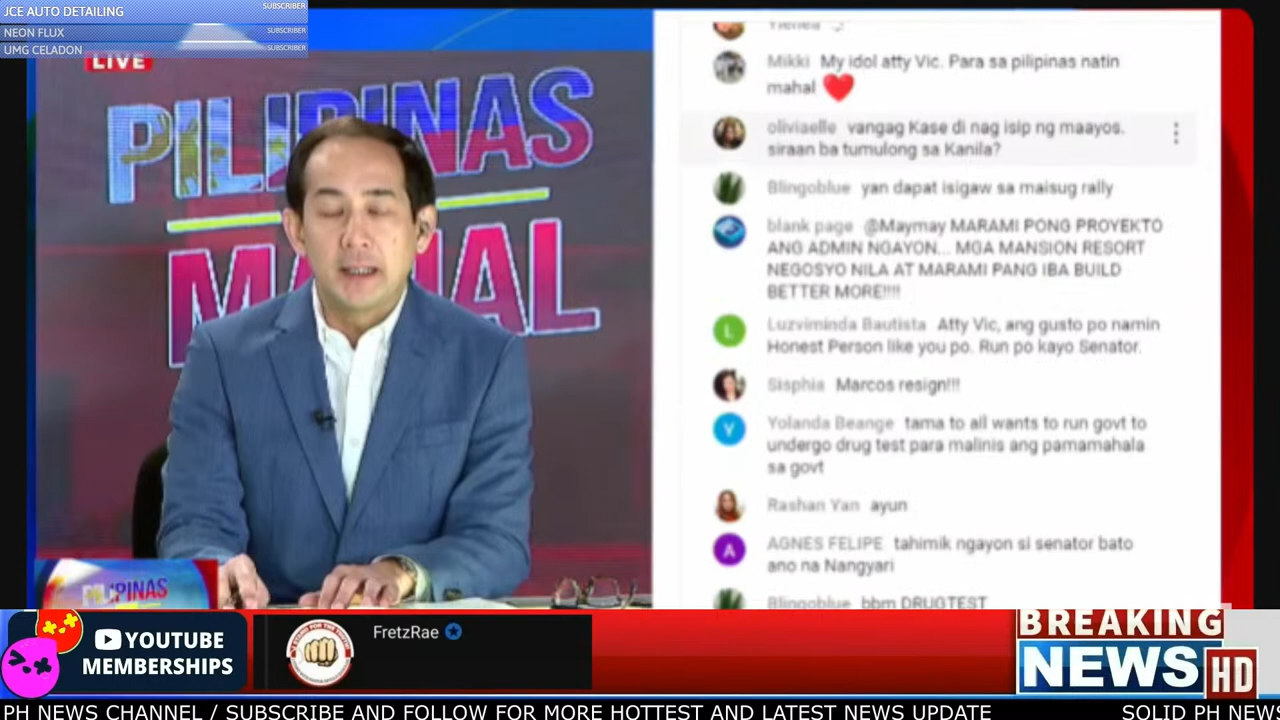 JCE AUTO DETAILING
SUBSCRIBER
NEON FLUX
SUBSCRIBER
UMG CELADON
SUBSCRIBER
LIVE
PILIPINAS
MAHAL
Mikki My idol atty Vic. Para sa pilipinas natin
mahal ❤️
oliviaelle vangag Kase di nag isip ng maayos.
siraan ba tumulong sa Kanila?
Blingoblue yan dapat isigaw sa maisug rally
blank page @Maymay MARAMI PONG PROYEKTO
ANG ADMIN NGAYON... MGA MANSION RESORT
NEGOSYO NILA AT MARAMI PANG IBA BUILD
BETTER MORE!!!!
L
Luzviminda Bautista Atty Vic, ang gusto po namin
Honest Person like you po. Run po kayo Senator.
Sisphia Marcos resign!!!
Y
Yolanda Beange tama to all wants to run govt to
undergo drug test para malinis ang pamamahala
sa govt
Rashan Yan ayun
A
AGNES FELIPE tahimik ngayon si senator bato
ano na Nangyari
Blingoblue bbm DRUGTEST
PILIPINAS
YOUTUBE
MEMBERSHIPS
FretzRae
BREAKING
NEWS HD
PH NEWS CHANNEL / SUBSCRIBE AND FOLLOW FOR MORE HOTTEST AND LATEST NEWS UPDATE
SOLID PH NEWS